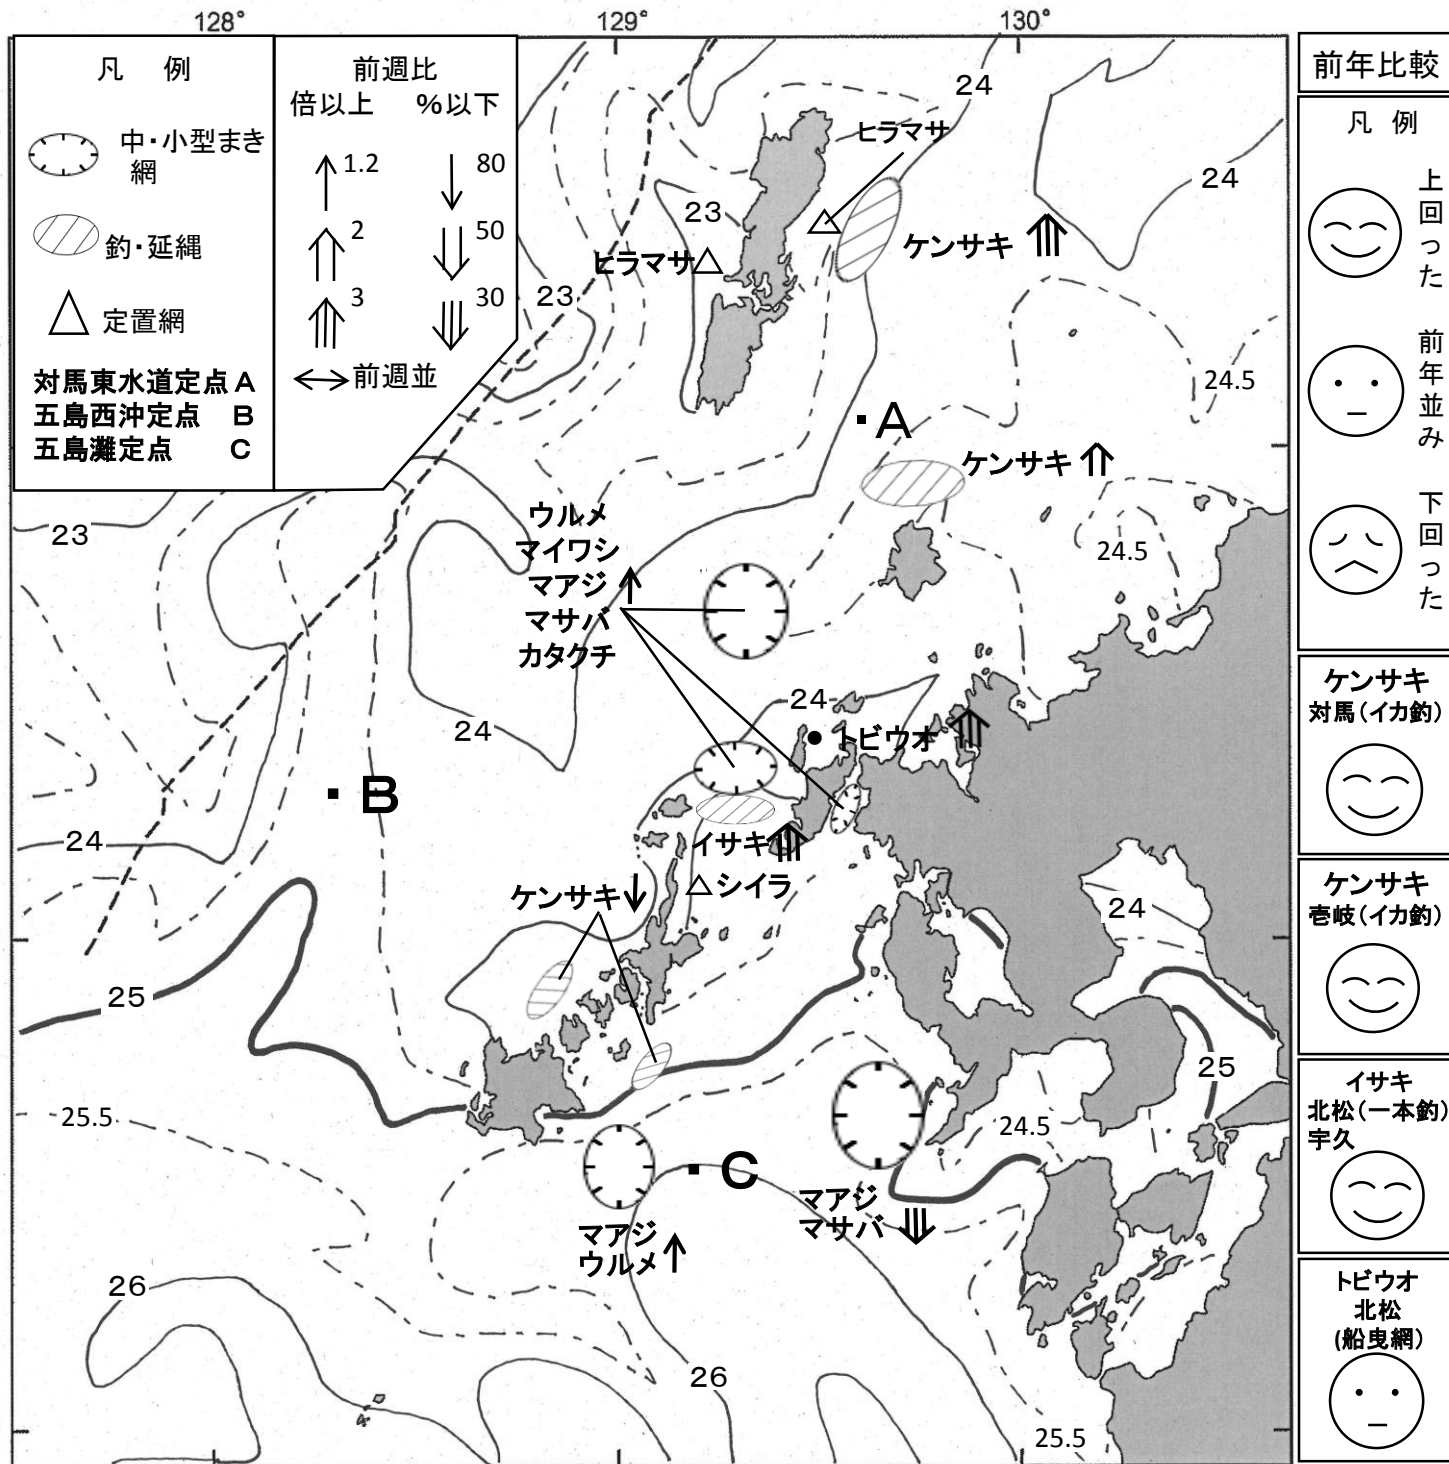 128°
129°
130°
凡 例
中・小型まき
網
釣・延縄
定置網
対馬東水道定点 A
五島西沖定点 B
五島灘定点 C
前週比
倍以上 %以下
1.2
80
2
50
3
30
前週並
前年比較
凡 例
上回った
前年並み
下回った
ケンサキ
対馬(イカ釣)
ケンサキ
壱岐(イカ釣)
イサキ
北松(一本釣)
宇久
トビウオ
北松
(船曳網)
24
ヒラマサ
24
23
ケンサキ
ヒラマサ
23
24.5
A
ケンサキ
ウルメ
マイワシ
マアジ
マサバ
カタクチ
23
24.5
24
24
トビウオ
B
24
イサキ
シイラ
ケンサキ
24
25
25
25.5
24.5
C
マアジ
マサバ
マアジ
ウルメ
26
26
25.5